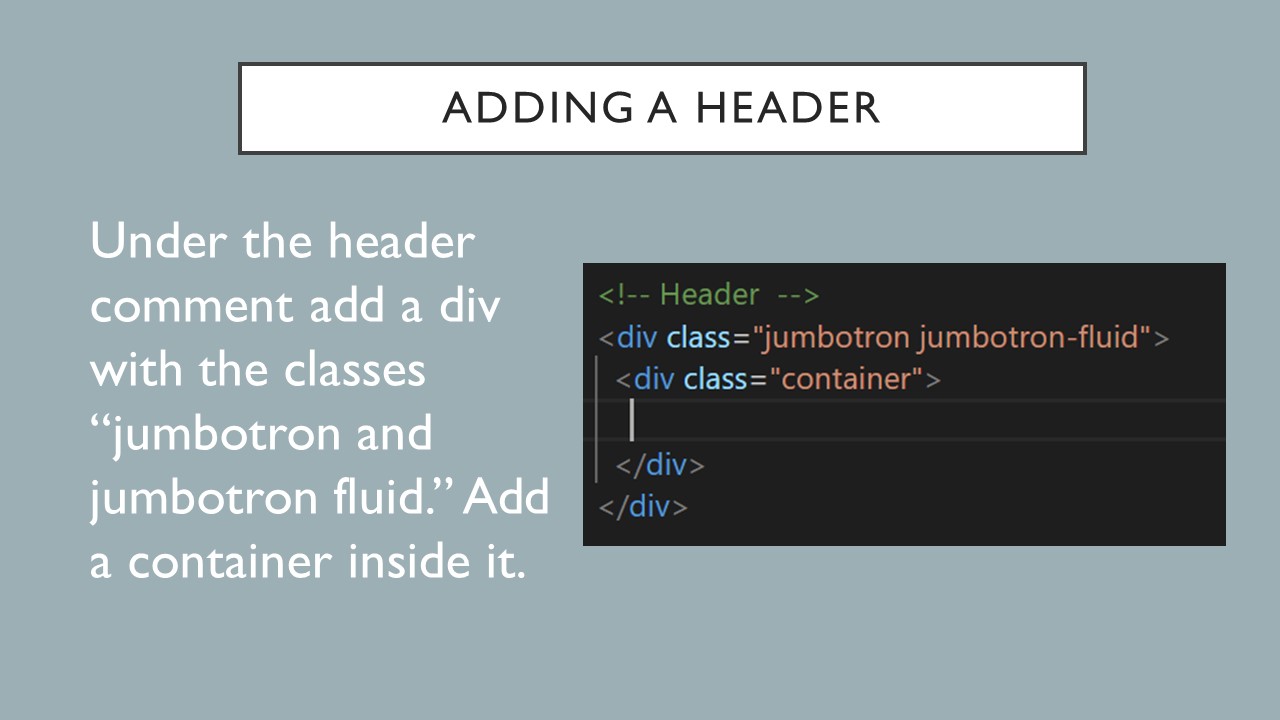 ADDING A HEADER
Under the header
comment add a div
with the classes
“jumbotron and
jumbotron fluid.” Add
a container inside it.
<!-- Header  -->
<div class="jumbotron jumbotron-fluid">
<div class="container">
</div>
</div>